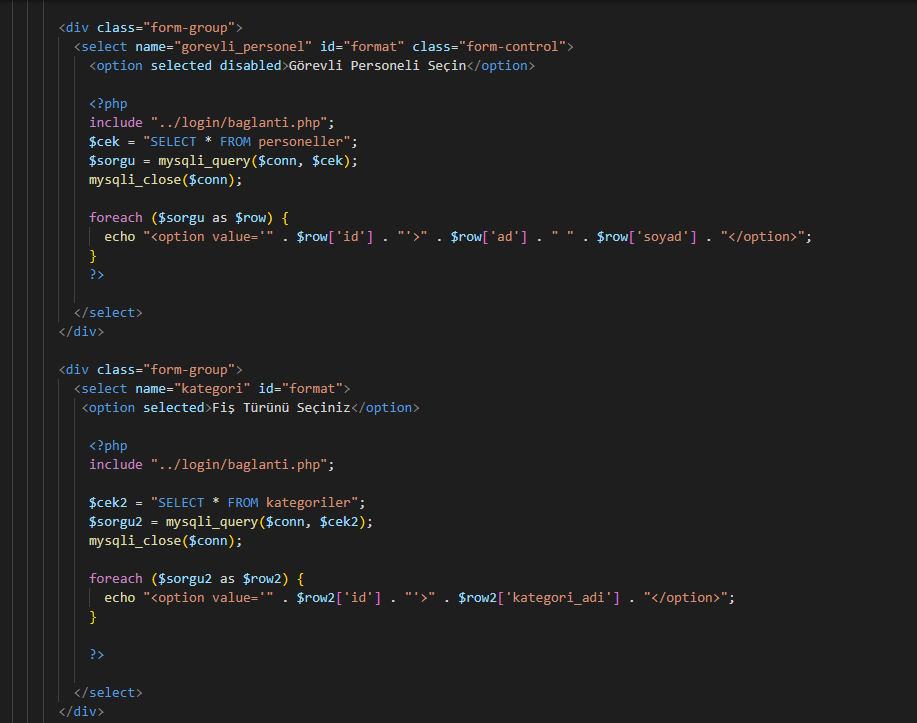 <div class="form-group">
<select name="gorevli_personel" id="format" class="form-control">
<option selected disabled>Görevli Personeli Seçin</option>
<?php
include "../login/baglanti.php";
$cek = "SELECT * FROM personeller";
$sorgu = mysqli_query($conn, $cek);
mysqli_close($conn);
foreach ($sorgu as $row) {
echo "<option value='" . $row['id'] . "'>" . $row['ad'] . " " . $row['soyad'] . "</option>";
}
?>
</select>
</div>
<div class="form-group">
<select name="kategori" id="format">
<option selected>Fiş Türünü Seçiniz</option>
<?php
include "../login/baglanti.php";
$cek2 = "SELECT * FROM kategoriler";
$sorgu2 = mysqli_query($conn, $cek2);
mysqli_close($conn);
foreach ($sorgu2 as $row2) {
echo "<option value='" . $row2['id'] . "'>" . $row2['kategori_adi'] . "</option>";
}
?>
</select>
</div>